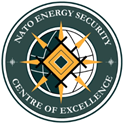 NATO ENERGY SECURITY
CENTRE OF EXCELLENCE